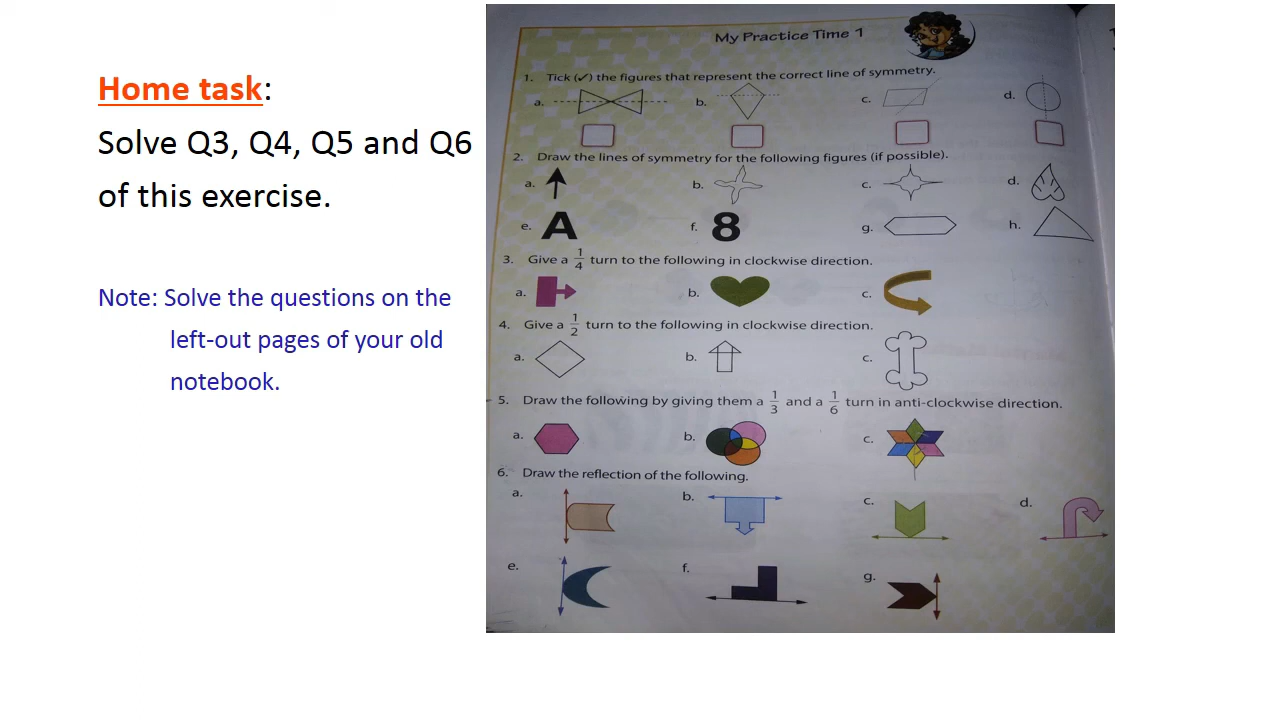 Home task:
Solve Q3, Q4, Q5 and Q6
of this exercise.
Note: Solve the questions on the
left-out pages of your old
notebook.
My Practice Time 1
1. Tick (✓) the figures that represent the correct line of symmetry.
a. b. c. d.
2. Draw the lines of symmetry for the following figures (if possible).
a. b. c. d.
e. A f. 8 g. h.
3. Give a 1/4 turn to the following in clockwise direction.
a. b. c.
4. Give a 1/2 turn to the following in clockwise direction.
a. b. c.
5. Draw the following by giving them a 1/3 and a 1/6 turn in anti-clockwise direction.
a. b. c.
6. Draw the reflection of the following.
a. b. c. d.
e. f. g.